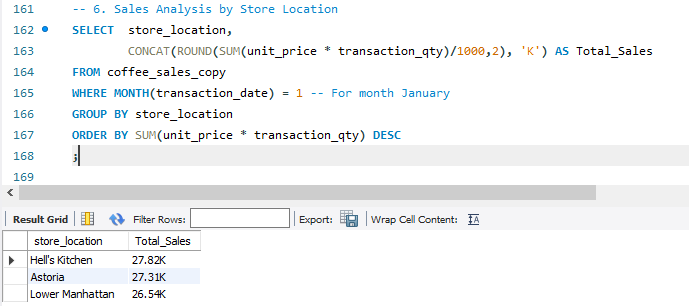 161 -- 6. Sales Analysis by Store Location
162 SELECT store_location,
163 CONCAT(ROUND(SUM(unit_price * transaction_qty)/1000,2), 'K') AS Total_Sales
164 FROM coffee_sales_copy
165 WHERE MONTH(transaction_date) = 1 -- For month January
166 GROUP BY store_location
167 ORDER BY SUM(unit_price * transaction_qty) DESC
168 ;
169
Result Grid Filter Rows: Export: Wrap Cell Content:
store_location Total_Sales
Hell's Kitchen 27.82K
Astoria 27.31K
Lower Manhattan 26.54K